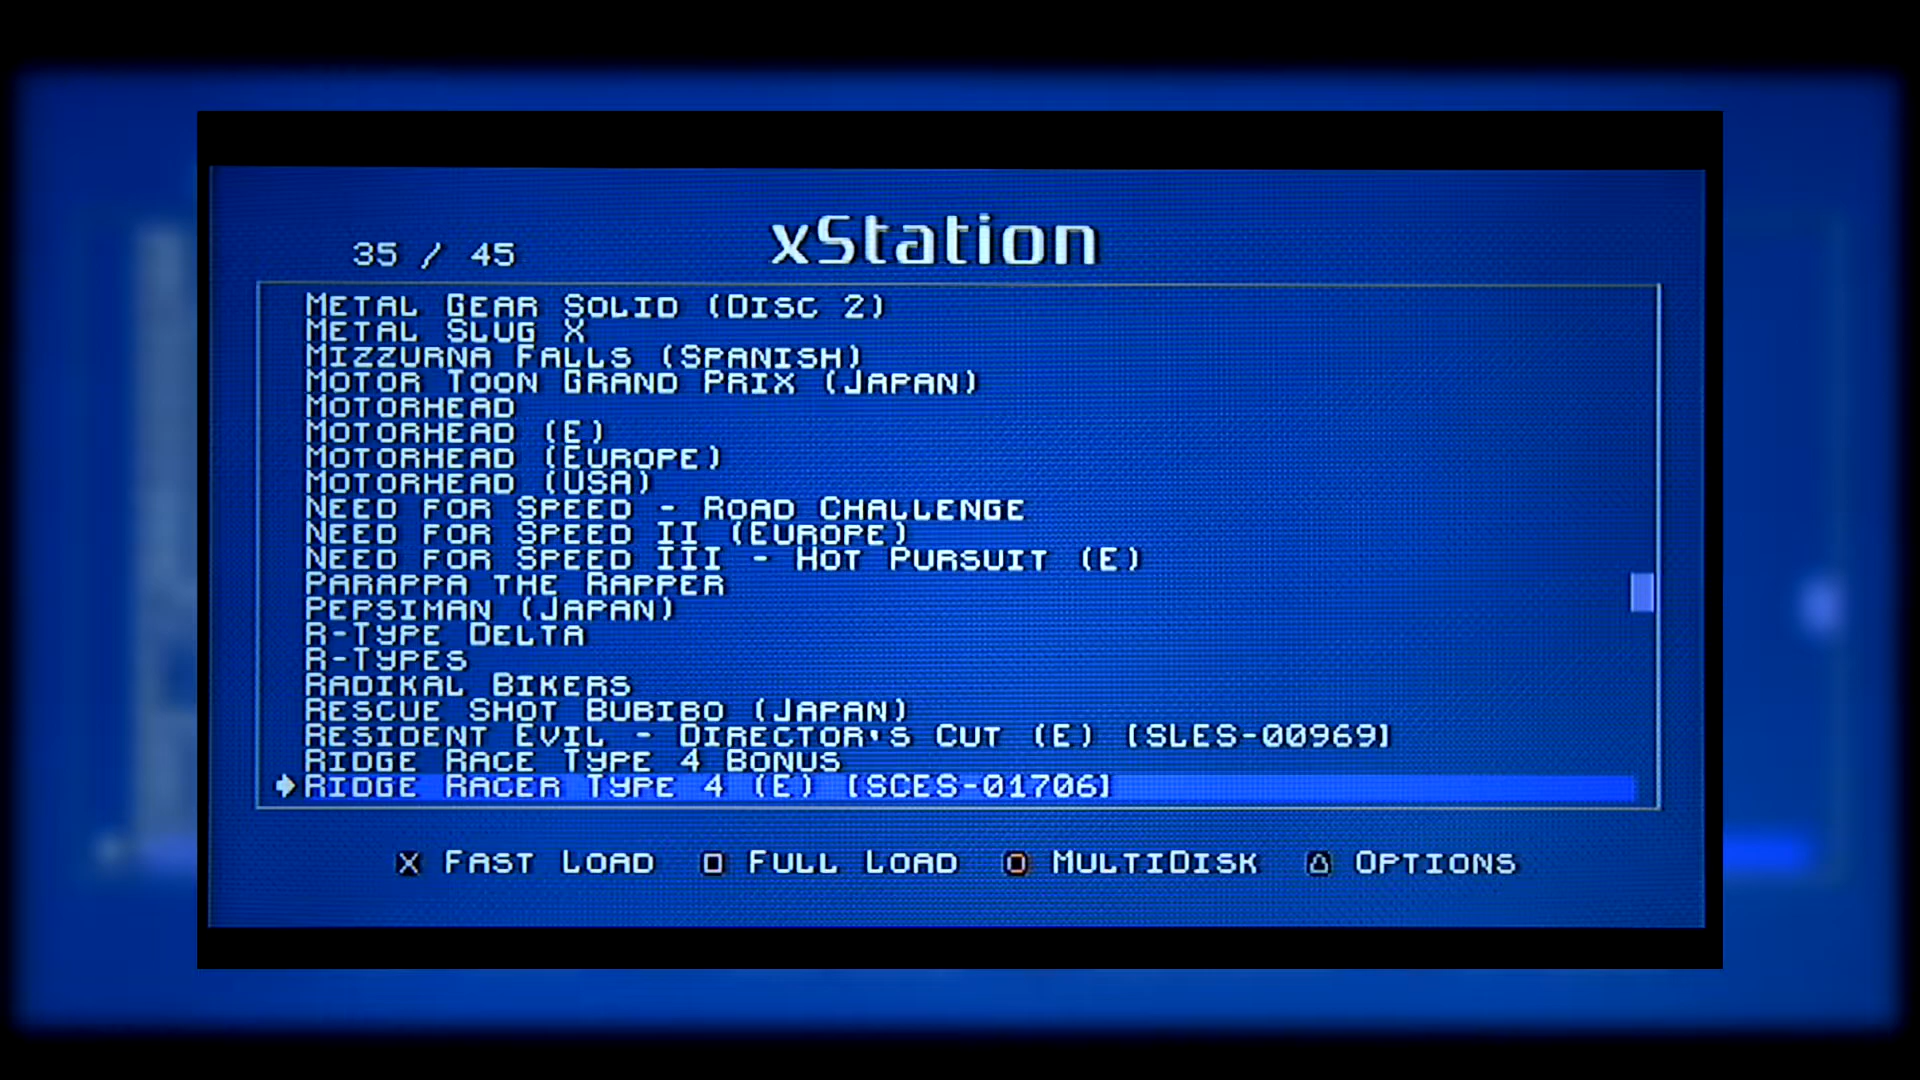 xStation
35 / 45
Metal Gear Solid (Disc 2)
Metal Slug X
Mizzurna Falls (Spanish)
Motor Toon Grand Prix (Japan)
Motorhead
Motorhead (E)
Motorhead (Europe)
Motorhead (USA)
Need for Speed - Road Challenge
Need for Speed II (Europe)
Need for Speed III - Hot Pursuit (E)
Parappa the Rapper
Pepsiman (Japan)
R-Type Delta
R-Types
Radikal Bikers
Rescue Shot Bubibo (Japan)
Resident Evil - Director's Cut (E) [SLES-00969]
Ridge Race Type 4 Bonus
Ridge Racer Type 4 (E) [SCES-01706]
X Fast Load □ Full Load O MultiDisk △ Options